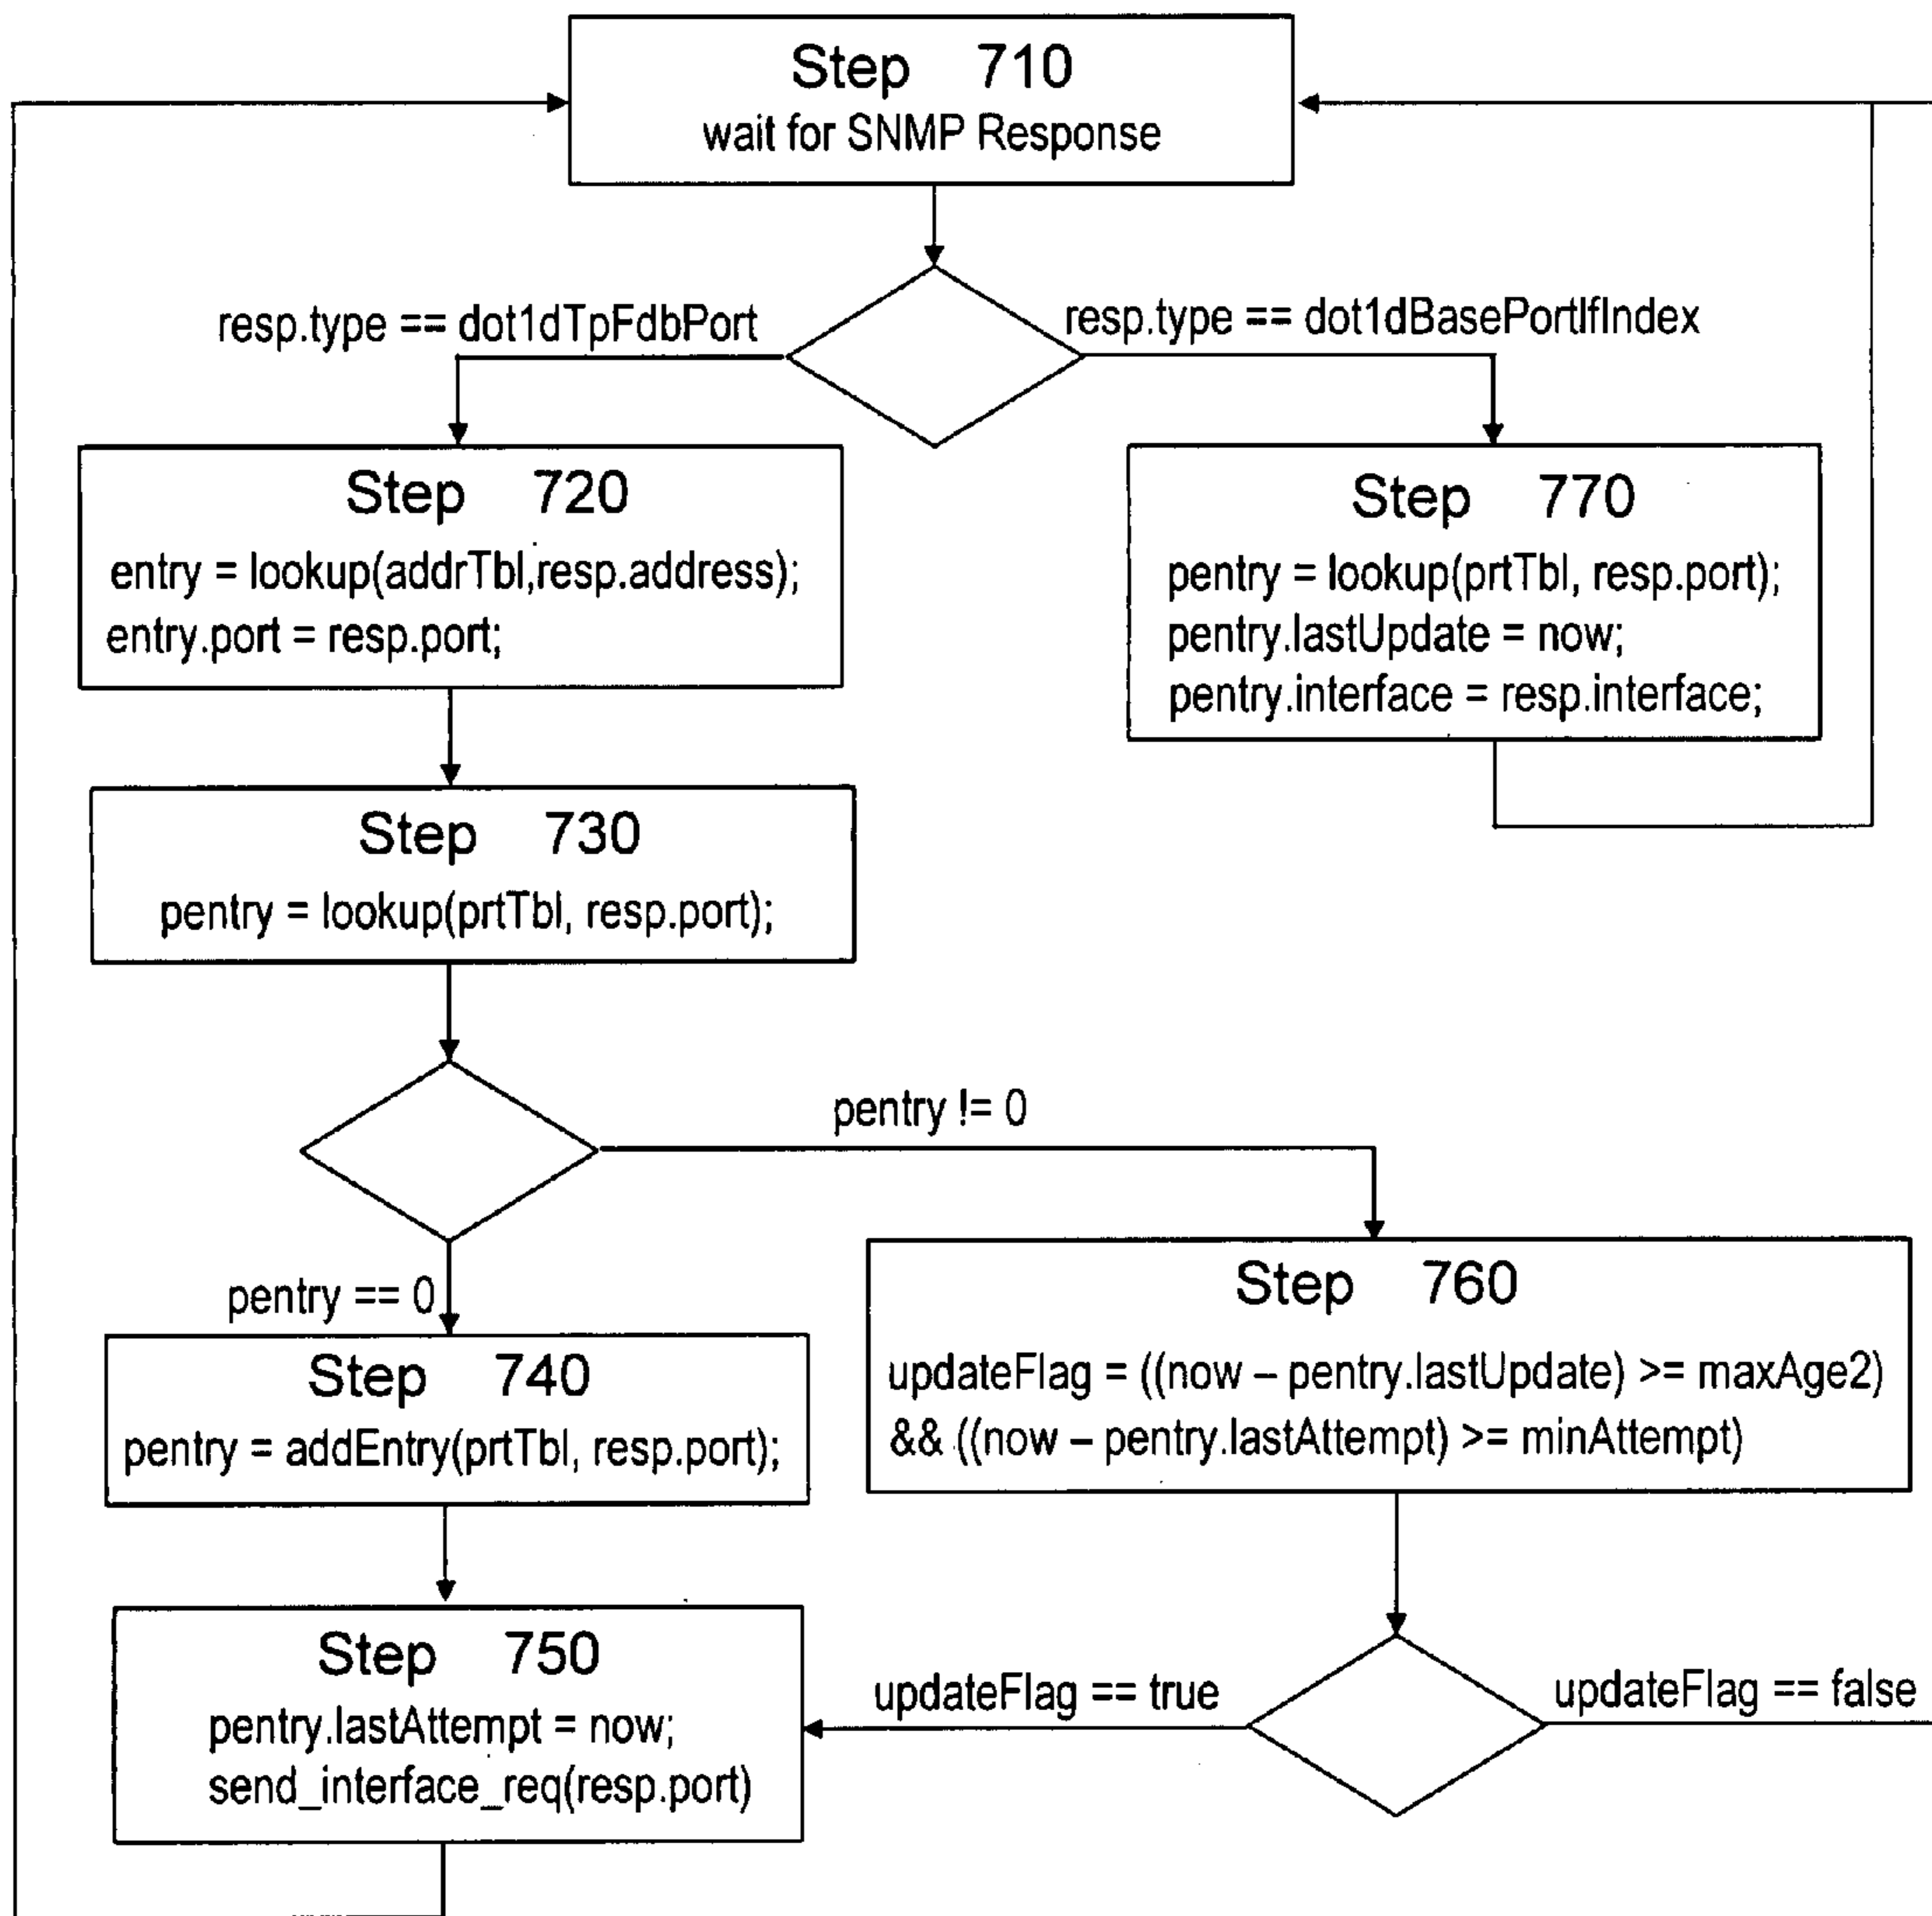 Step 710
wait for SNMP Response
resp.type == dot1dTpFdbPort
resp.type == dot1dBasePortIfIndex
Step 720
entry = lookup(addrTbl,resp.address);
entry.port = resp.port;
Step 770
pentry = lookup(prtTbl, resp.port);
pentry.lastUpdate = now;
pentry.interface = resp.interface;
Step 730
pentry = lookup(prtTbl, resp.port);
pentry != 0
pentry == 0
Step 760
updateFlag = ((now – pentry.lastUpdate) >= maxAge2)
&& ((now – pentry.lastAttempt) >= minAttempt)
Step 740
pentry = addEntry(prtTbl, resp.port);
Step 750
pentry.lastAttempt = now;
send_interface_req(resp.port)
updateFlag == true
updateFlag == false